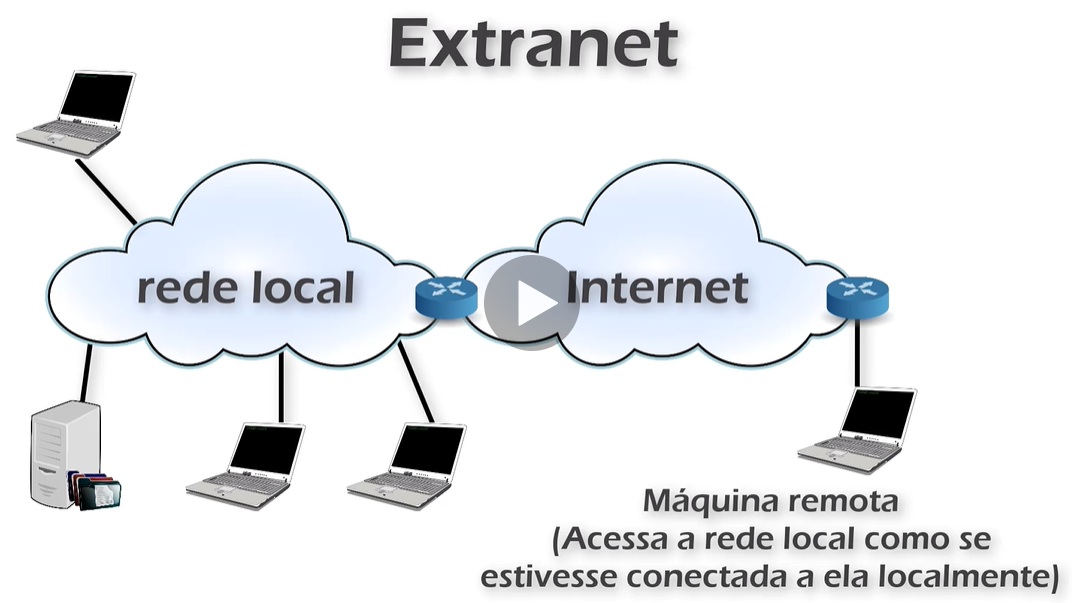 Extranet
rede local
Internet
Máquina remota
(Acessa a rede local como se
estivesse conectada a ela localmente)